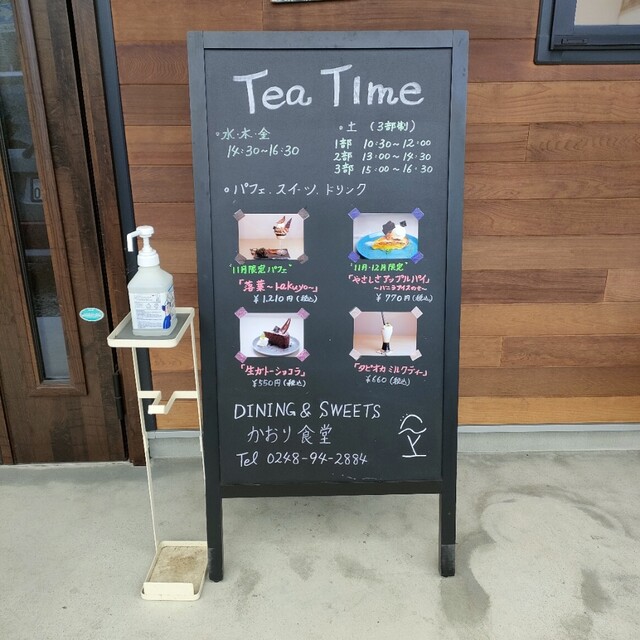 Tea TIme
◦水・木・金
14:30~16:30
◦土 (3部制)
1部 10:30~12:00
2部 13:00~14:30
3部 15:00~16:30
◦パフェ、スイーツ、ドリンク
11月限定パフェ
「落葉~rakuyo~」
¥1,210円(税込)
11月・12月限定
「やさしさアップルパイ」
~バニラアイスのせ~
¥770円(税込)
「生ガトーショコラ」
¥550円(税込)
「タピオカミルクティー」
¥660(税込)
DINING & SWEETS
かおり食堂
Tel 0248-94-2884